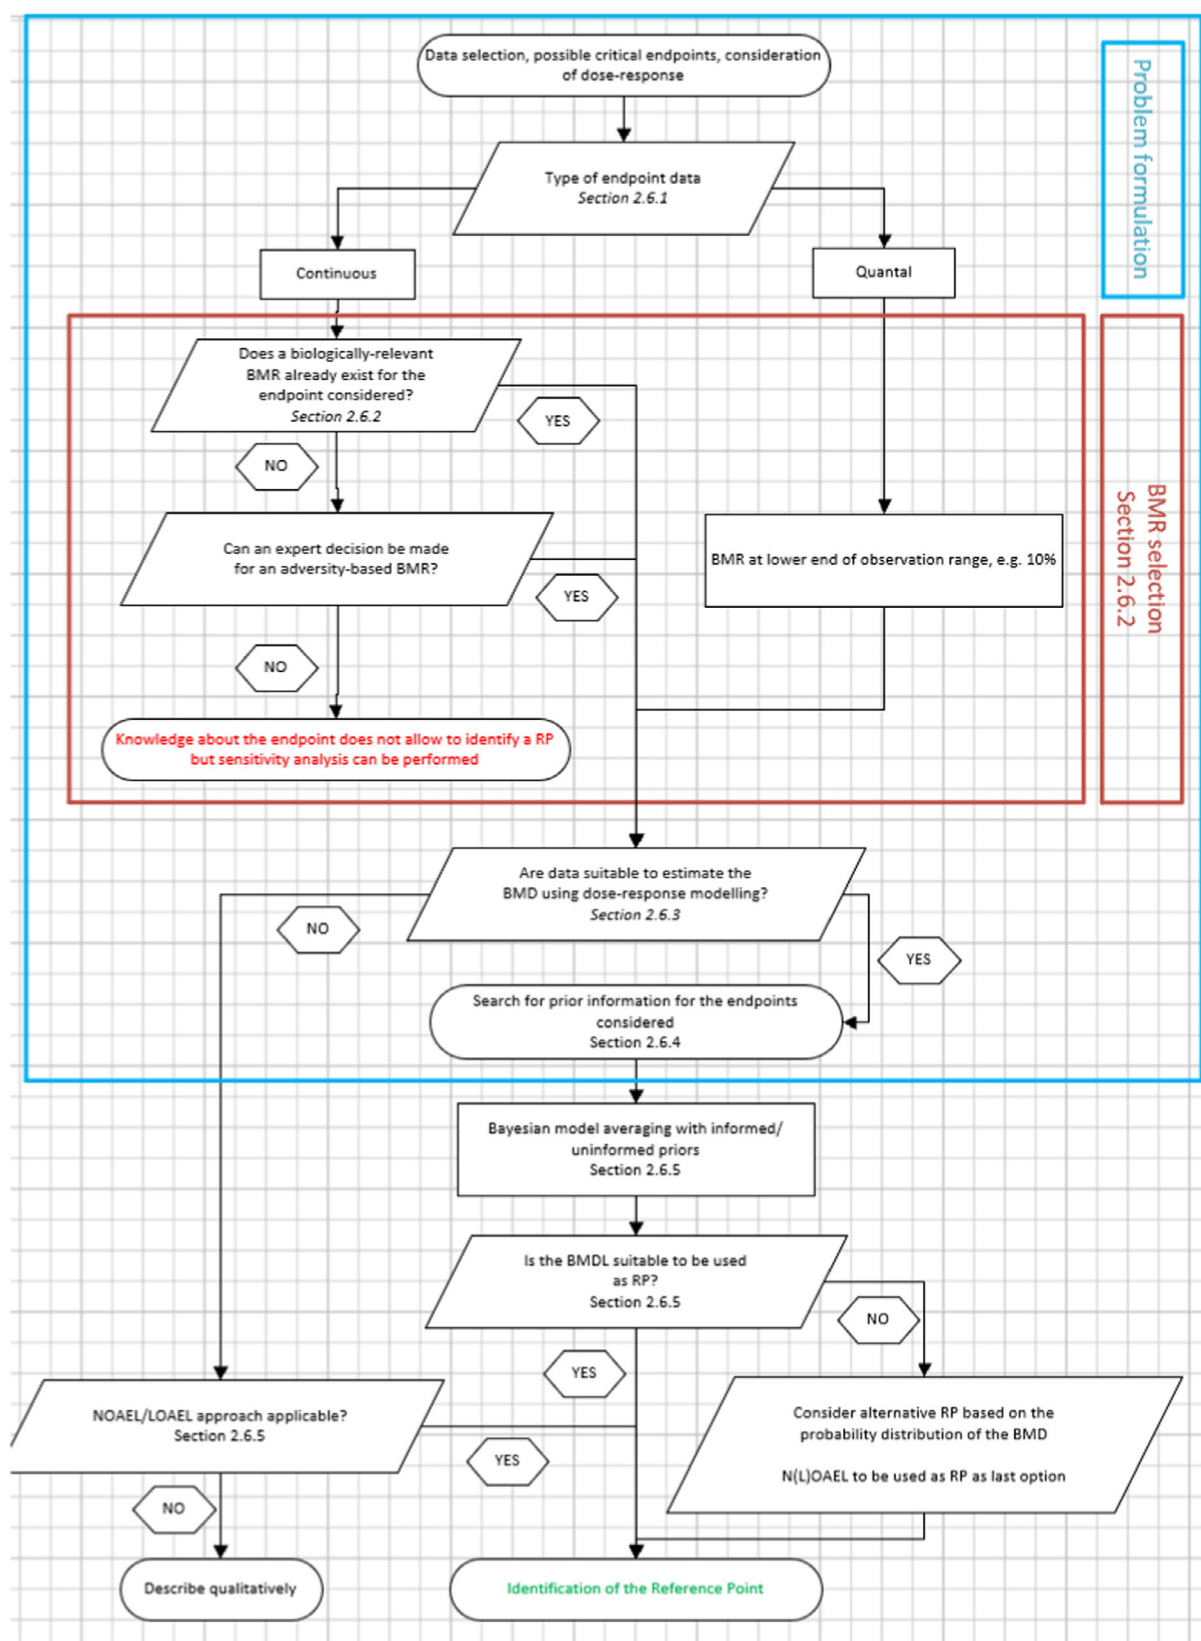 Data selection, possible critical endpoints, consideration
of dose-response
Problem formulation
Type of endpoint data
Section 2.6.1
Continuous
Quantal
Does a biologically-relevant
BMR already exist for the
endpoint considered?
Section 2.6.2
YES
NO
BMR selection
Section 2.6.2
Can an expert decision be made
for an adversity-based BMR?
BMR at lower end of observation range, e.g. 10%
YES
NO
Knowledge about the endpoint does not allow to identify a RP
but sensitivity analysis can be performed
Are data suitable to estimate the
BMD using dose-response modelling?
Section 2.6.3
NO
YES
Search for prior information for the endpoints
considered
Section 2.6.4
Bayesian model averaging with informed/
uninformed priors
Section 2.6.5
Is the BMDL suitable to be used
as RP?
Section 2.6.5
NO
YES
NOAEL/LOAEL approach applicable?
Section 2.6.5
Consider alternative RP based on the
probability distribution of the BMD
N(L)OAEL to be used as RP as last option
YES
NO
Describe qualitatively
Identification of the Reference Point